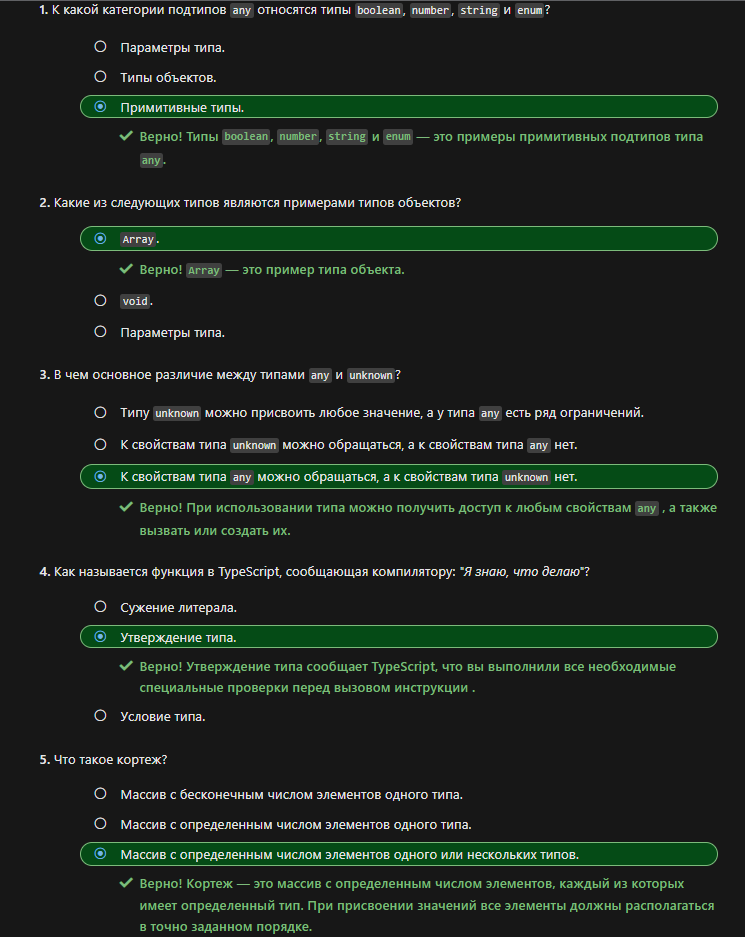 1. К какой категории подтипов any относятся типы boolean, number, string и enum?
Параметры типа.
Типы объектов.
Примитивные типы.
Верно! Типы boolean, number, string и enum — это примеры примитивных подтипов типа
any.
2. Какие из следующих типов являются примерами типов объектов?
Array.
Верно! Array — это пример типа объекта.
void.
Параметры типа.
3. В чем основное различие между типами any и unknown?
Типу unknown можно присвоить любое значение, а у типа any есть ряд ограничений.
К свойствам типа unknown можно обращаться, а к свойствам типа any нет.
К свойствам типа any можно обращаться, а к свойствам типа unknown нет.
Верно! При использовании типа можно получить доступ к любым свойствам any , а также
вызвать или создать их.
4. Как называется функция в TypeScript, сообщающая компилятору: "Я знаю, что делаю"?
Сужение литерала.
Утверждение типа.
Верно! Утверждение типа сообщает TypeScript, что вы выполнили все необходимые
специальные проверки перед вызовом инструкции .
Условие типа.
5. Что такое кортеж?
Массив с бесконечным числом элементов одного типа.
Массив с определенным числом элементов одного типа.
Массив с определенным числом элементов одного или нескольких типов.
Верно! Кортеж — это массив с определенным числом элементов, каждый из которых
имеет определенный тип. При присвоении значений все элементы должны располагаться
в точно заданном порядке.